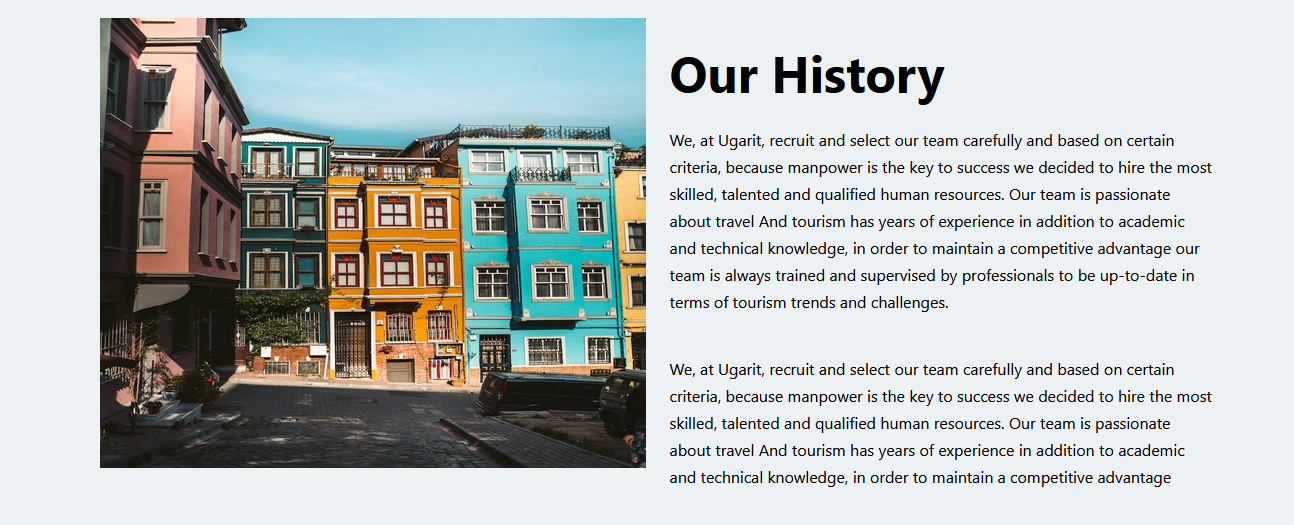 Our History
We, at Ugarit, recruit and select our team carefully and based on certain
criteria, because manpower is the key to success we decided to hire the most
skilled, talented and qualified human resources. Our team is passionate
about travel And tourism has years of experience in addition to academic
and technical knowledge, in order to maintain a competitive advantage our
team is always trained and supervised by professionals to be up-to-date in
terms of tourism trends and challenges.
We, at Ugarit, recruit and select our team carefully and based on certain
criteria, because manpower is the key to success we decided to hire the most
skilled, talented and qualified human resources. Our team is passionate
about travel And tourism has years of experience in addition to academic
and technical knowledge, in order to maintain a competitive advantage